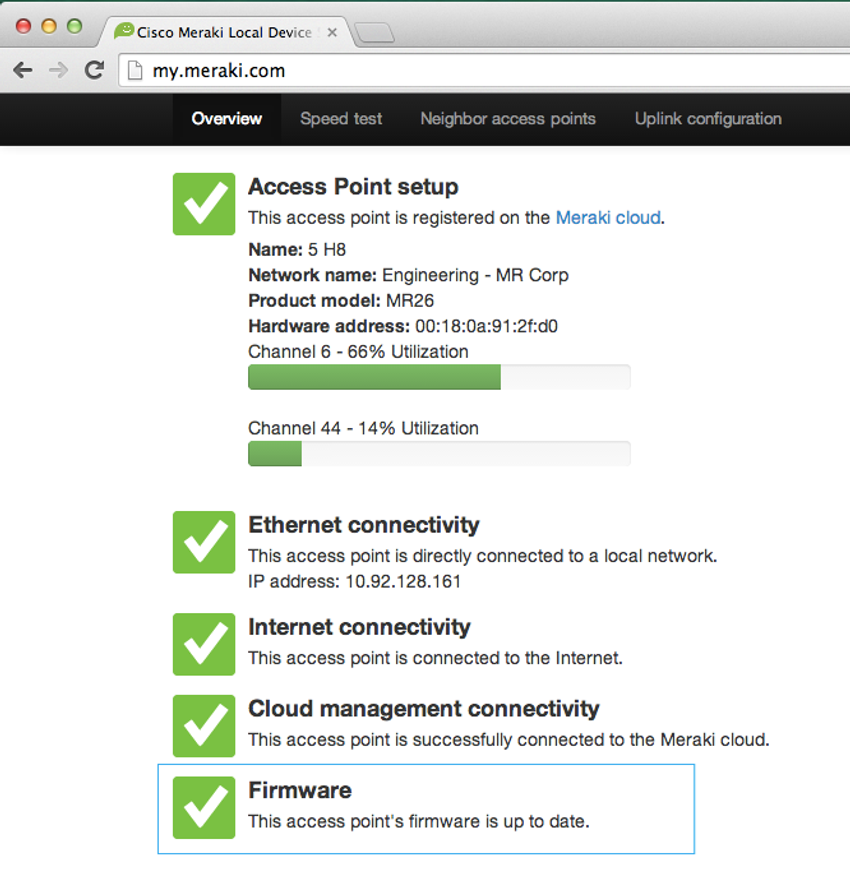 Cisco Meraki Local Device
my.meraki.com
Overview Speed test Neighbor access points Uplink configuration
Access Point setup
This access point is registered on the Meraki cloud.
Name: 5 H8
Network name: Engineering - MR Corp
Product model: MR26
Hardware address: 00:18:0a:91:2f:d0
Channel 6 - 66% Utilization
Channel 44 - 14% Utilization
Ethernet connectivity
This access point is directly connected to a local network.
IP address: 10.92.128.161
Internet connectivity
This access point is connected to the Internet.
Cloud management connectivity
This access point is successfully connected to the Meraki cloud.
Firmware
This access point's firmware is up to date.